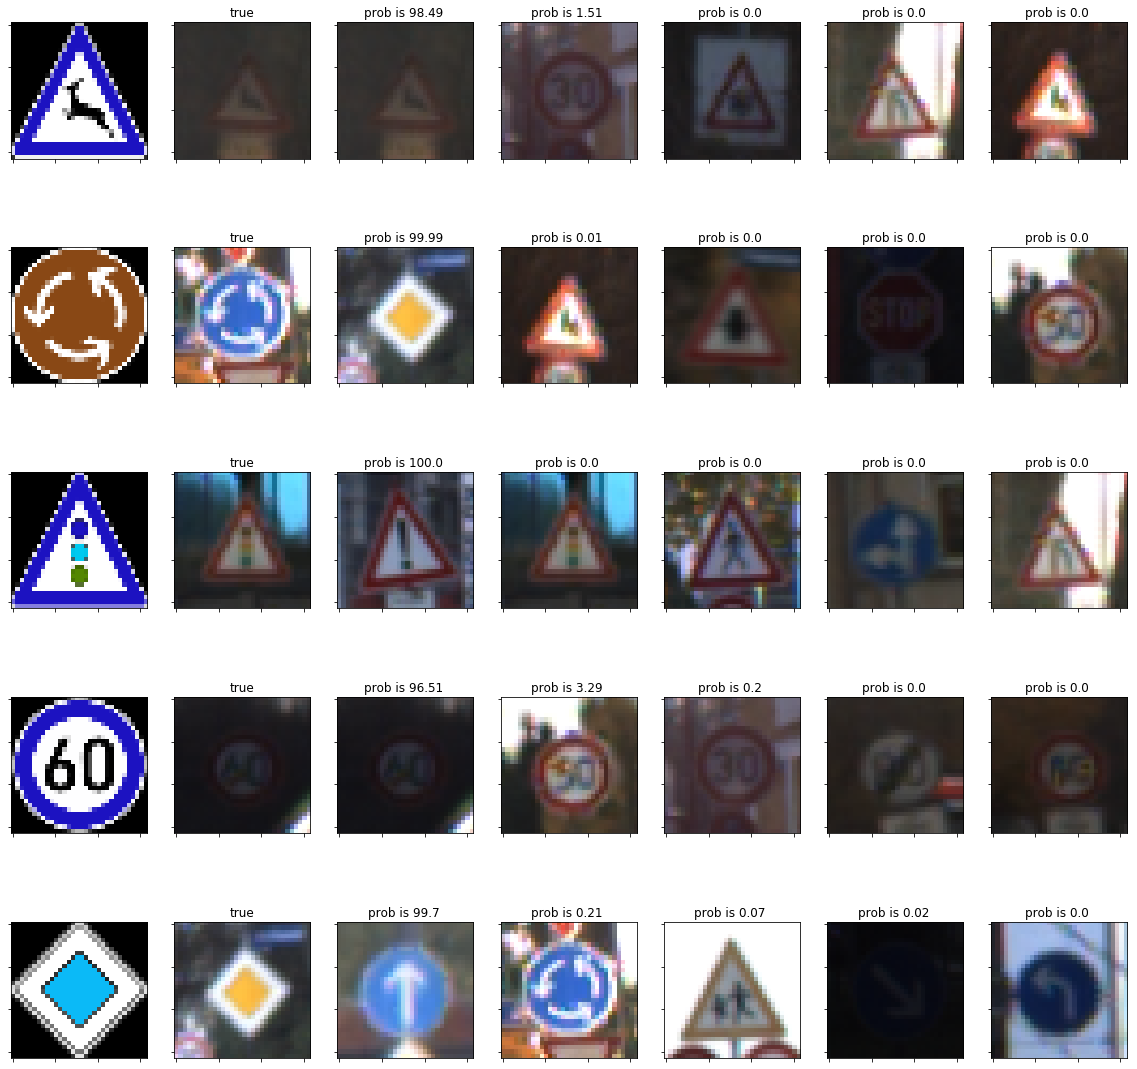 true prob is 98.49 prob is 1.51 prob is 0.0 prob is 0.0 prob is 0.0
30
true prob is 99.99 prob is 0.01 prob is 0.0 prob is 0.0 prob is 0.0
STOP
true prob is 100.0 prob is 0.0 prob is 0.0 prob is 0.0 prob is 0.0
true prob is 96.51 prob is 3.29 prob is 0.2 prob is 0.0 prob is 0.0
60 60 60 30
true prob is 99.7 prob is 0.21 prob is 0.07 prob is 0.02 prob is 0.0